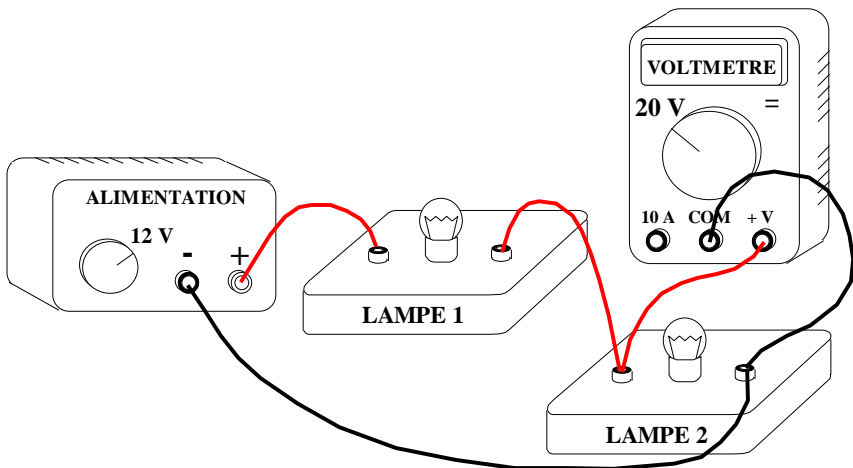 VOLTMETRE
20 V =
10 A COM + V
ALIMENTATION
12 V - +
LAMPE 1
LAMPE 2